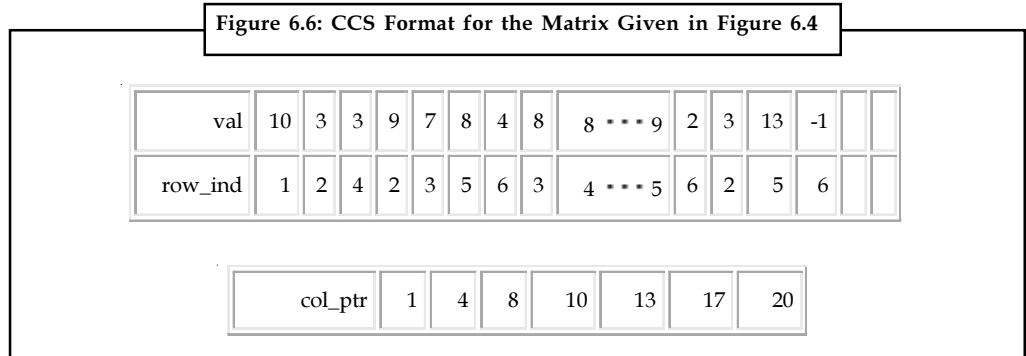 Figure 6.6: CCS Format for the Matrix Given in Figure 6.4
val 10 3 3 9 7 8 4 8 8 ··· 9 2 3 13 -1
row_ind 1 2 4 2 3 5 6 3 4 ··· 5 6 2 5 6
col_ptr 1 4 8 10 13 17 20